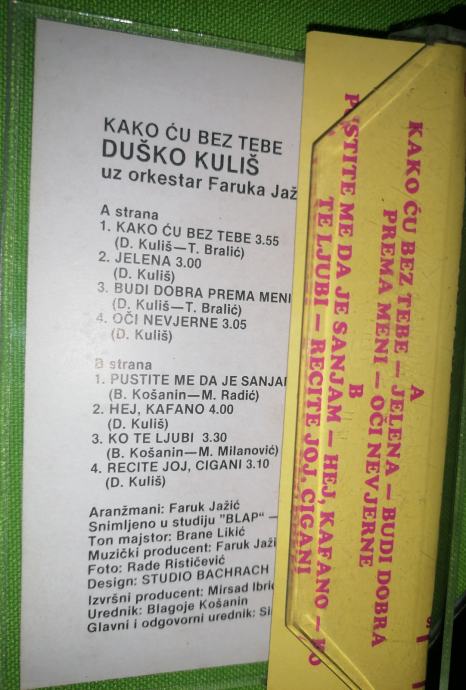 KAKO ĆU BEZ TEBE
DUŠKO KULIŠ
uz orkestar Faruka
A strana
1. KAKO ĆU BEZ TEBE 3.55
(D. Kuliš—T. Bralić)
2. JELENA 3.00
(D. Kuliš)
3. BUDI DOBRA PREMA MENI
(D. Kuliš—T. Bralić)
4. OČI NEVJERNE 3.05
(D. Kuliš)
B strana
1. PUSTITE ME DA JE
(B. Košanin—M. Radić)
2. HEJ, KAFANO 4.00
(D. Kuliš)
3. KO TE LJUBI 3.30
(B. Košanin—M. Milanović)
4. RECITE JOJ, CIGANI 3.10
(D. Kuliš)
Aranžmani: Faruk Jažić
Snimljeno u studiju "BLAP" —
Ton majstor: Brane Likić
Muzički producent: Faruk
Foto: Rade Rističević
Design: STUDIO BACHRACH
Izvršni producent: Mirsad
Urednik: Blagoje Košanin
Glavni i odgovorni urednik:
A
KAKO ĆU BEZ TEBE — JELENA — BUDI DOBRA
PREMA MENI — OČI NEVJERNE
B
PUSTITE ME DA JE SANJAM — HEJ, KAFANO — KO
TE LJUBI — RECITE JOJ, CIGANI